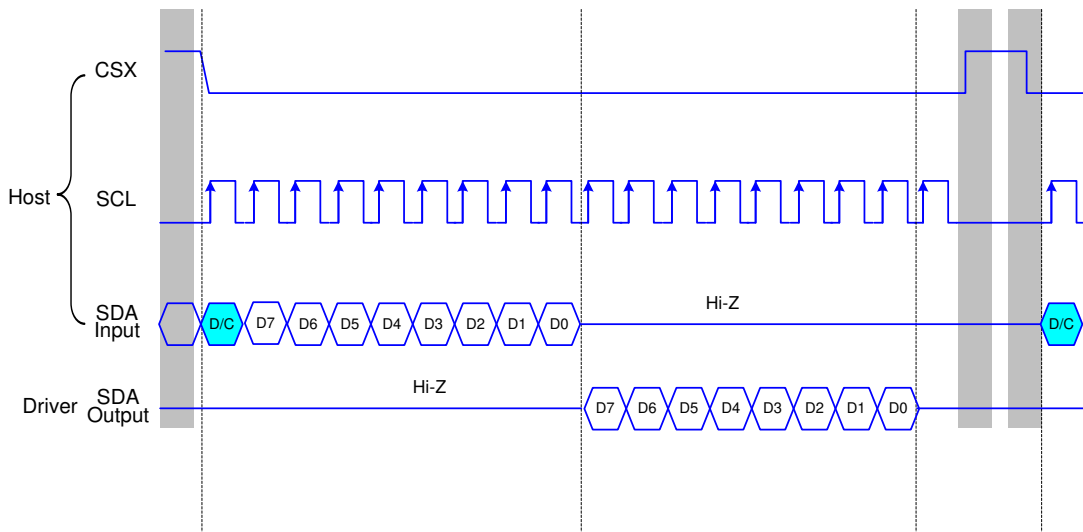 CSX
Host
SCL
SDA
Input
D/C D7 D6 D5 D4 D3 D2 D1 D0
Hi-Z
D/C
Driver
SDA
Output
Hi-Z
D7 D6 D5 D4 D3 D2 D1 D0